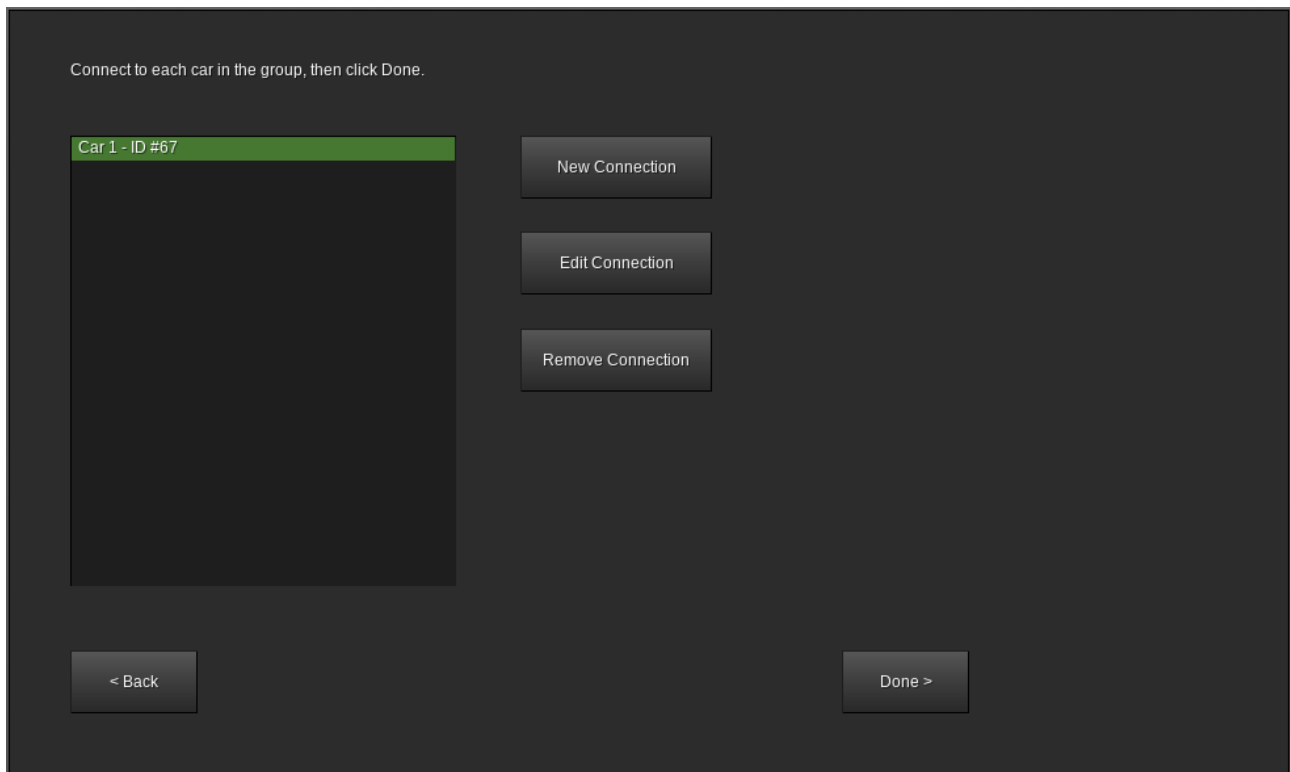 Connect to each car in the group, then click Done.
Car 1 - ID #67
New Connection
Edit Connection
Remove Connection
< Back
Done >